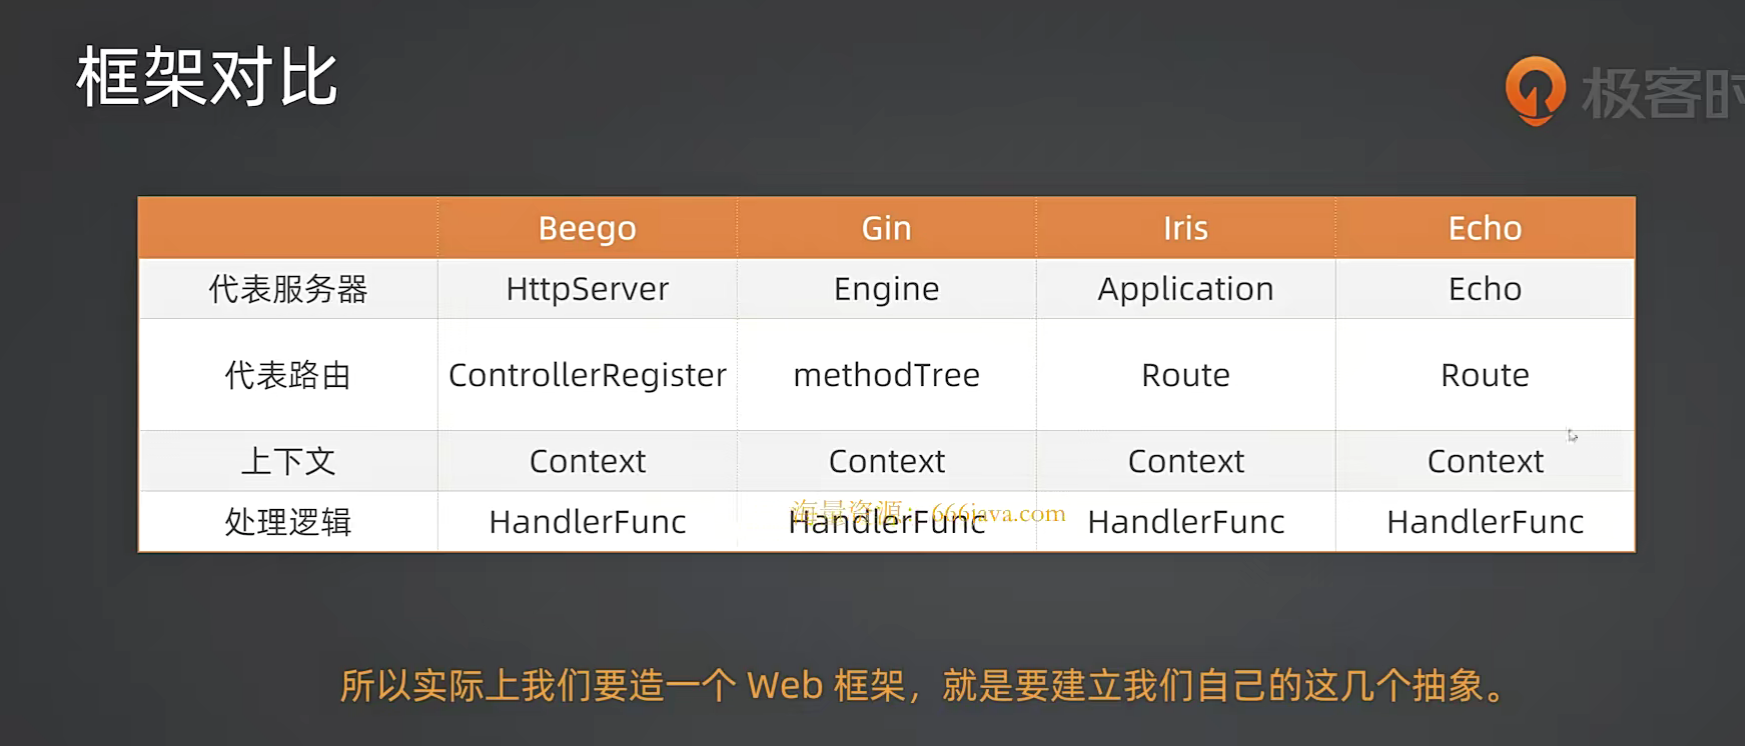 框架对比
极客时
Beego Gin Iris Echo
代表服务器 HttpServer Engine Application Echo
代表路由 ControllerRegister methodTree Route Route
上下文 Context Context Context Context
海量资源：666java.com
处理逻辑 HandlerFunc HandlerFunc HandlerFunc HandlerFunc
所以实际上我们要造一个 Web 框架，就是要建立我们自己的这几个抽象。